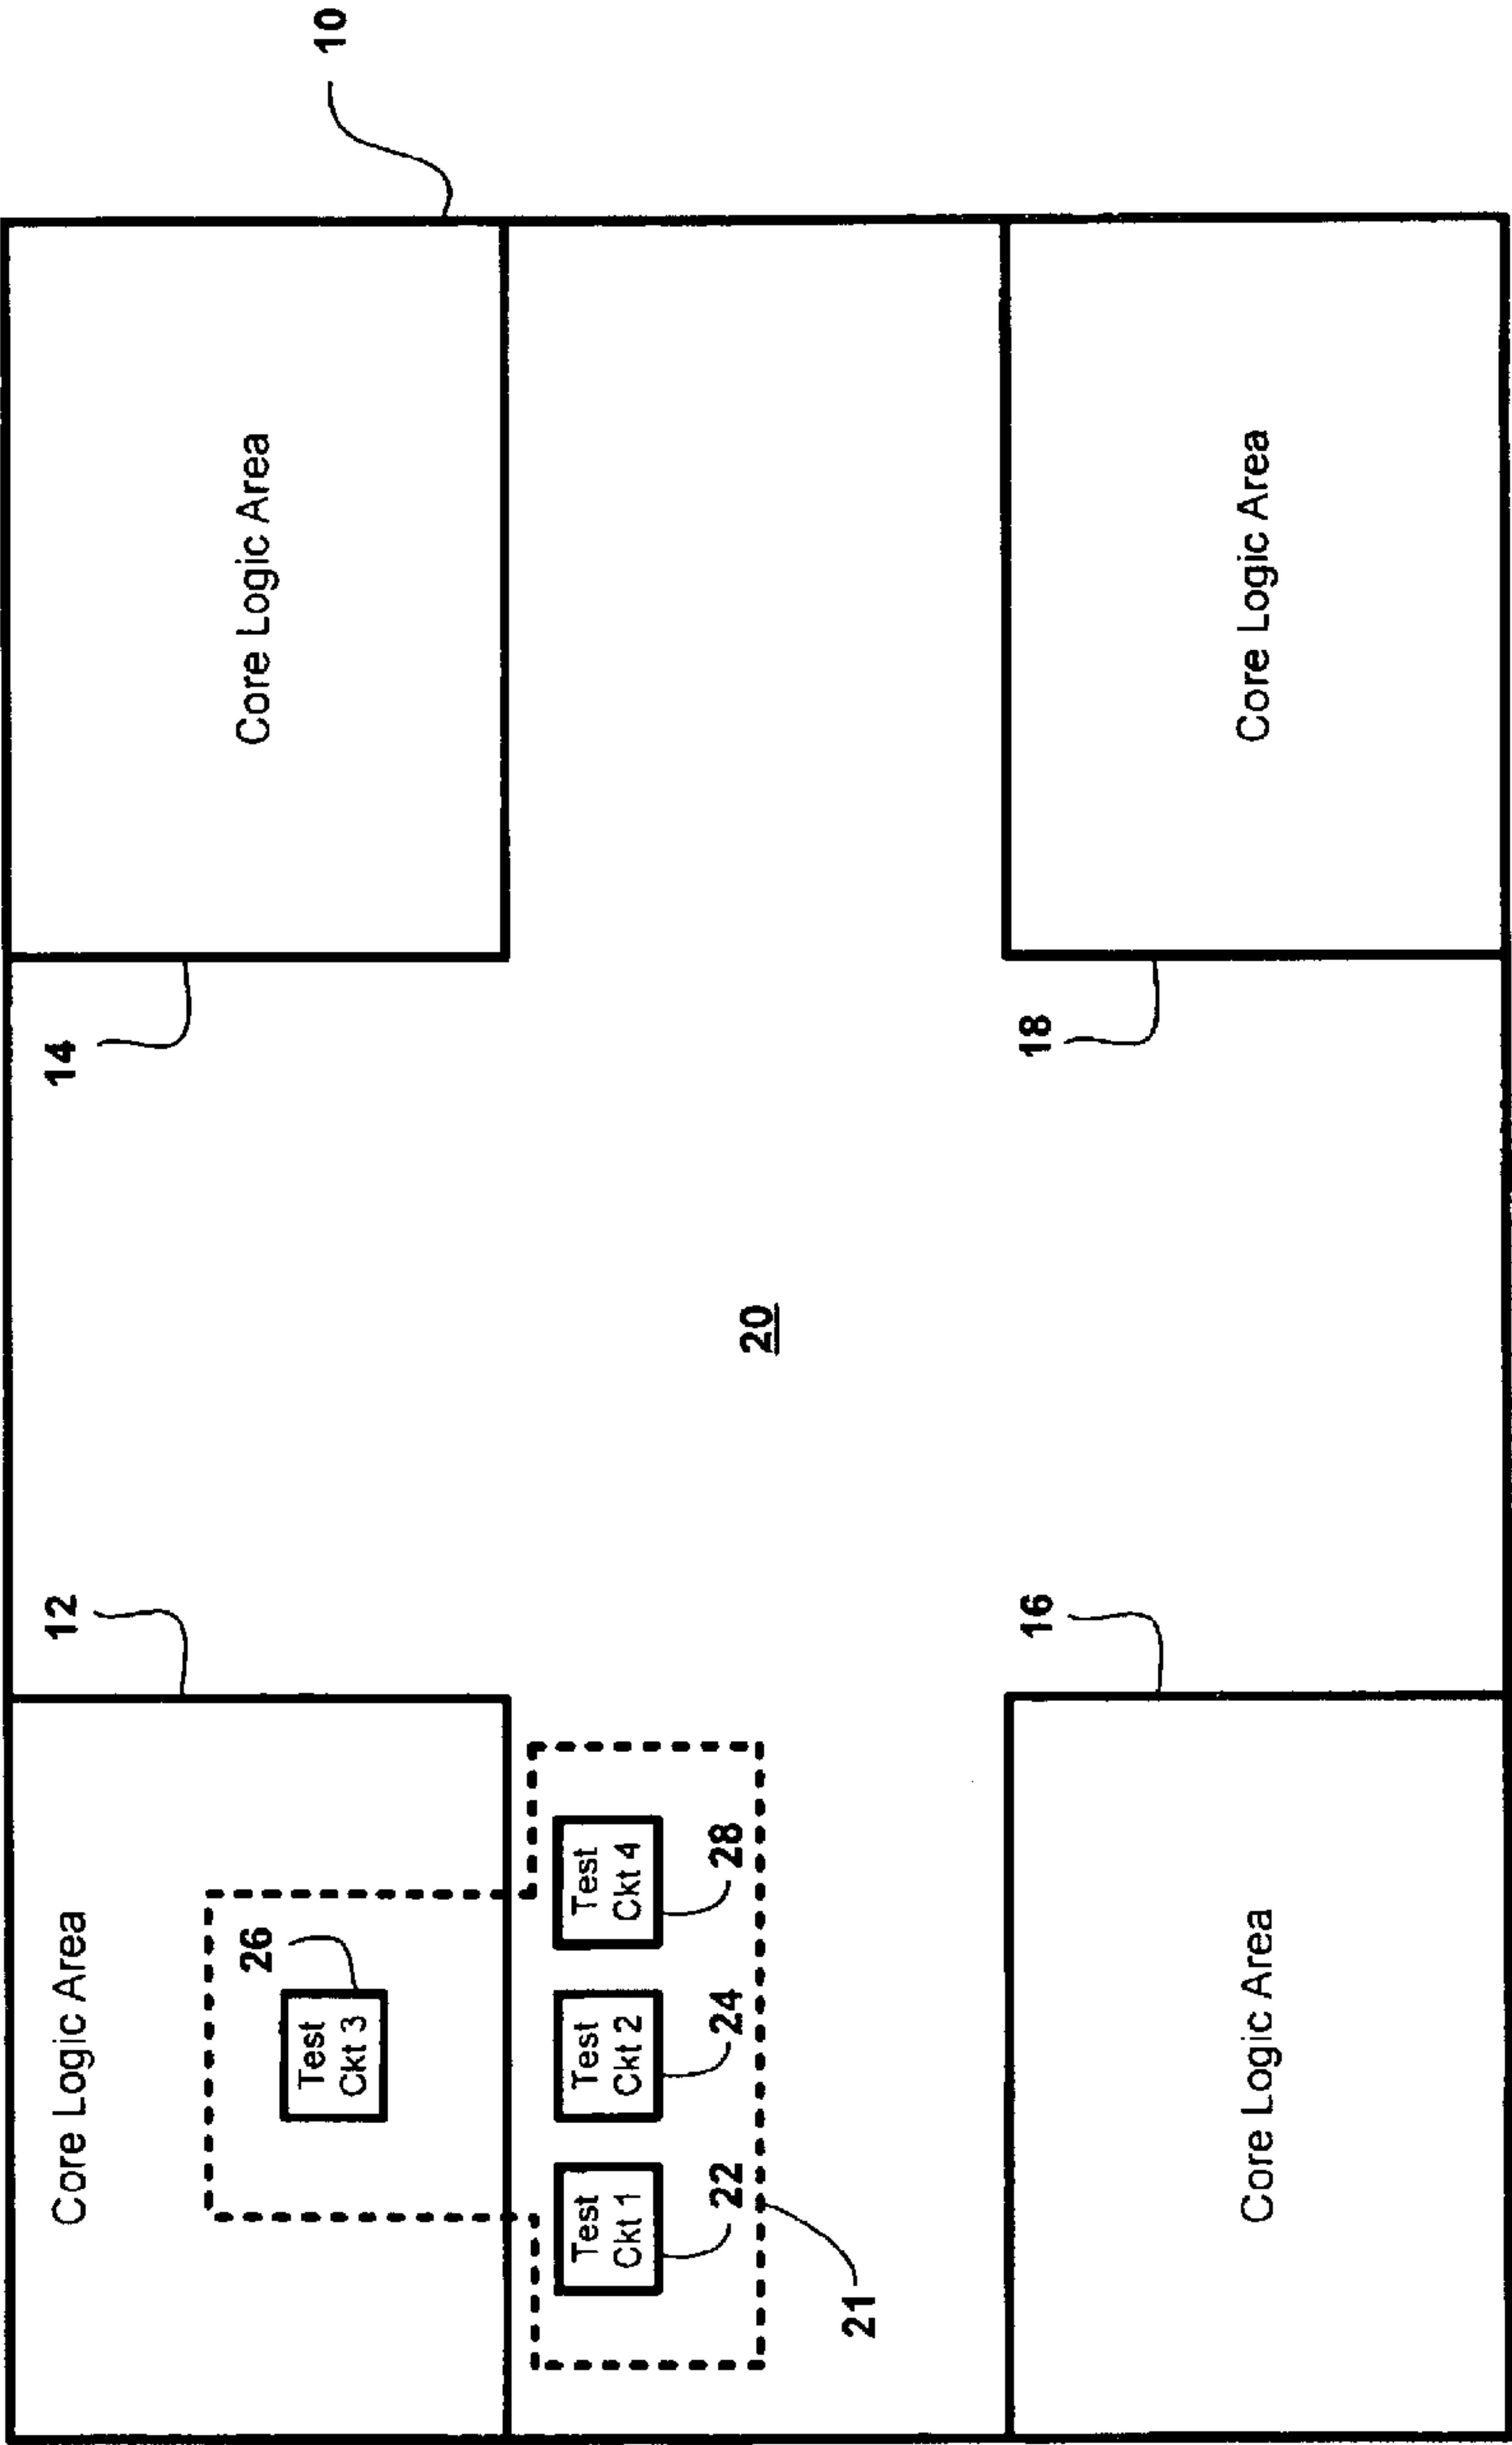 12
14
Core Logic Area
26
Core Logic Area
10
Test
Ckt 3
Test
Ckt 1
Test
Ckt 2
Test
Ckt 4
22
24
28
20
21
16
18
Core Logic Area
Core Logic Area